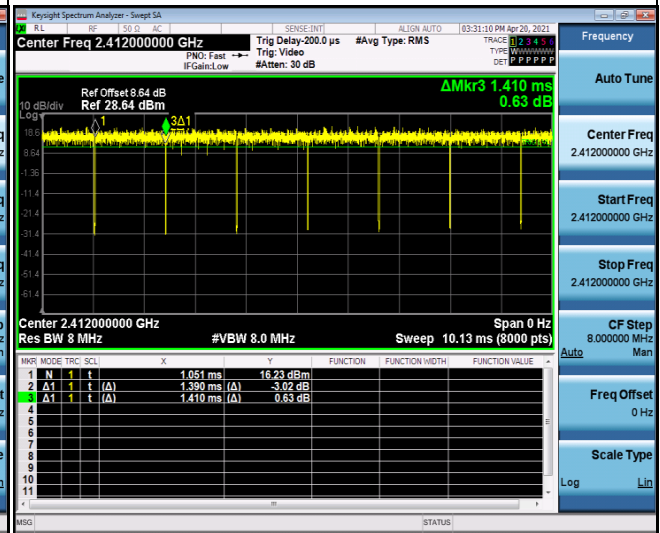 Keysight Spectrum Analyzer - Swept SA
RL RF 50 Ω AC SENSE:INT ALIGN AUTO 03:31:10 PM Apr 20, 2021
Center Freq 2.412000000 GHz
PNO: Fast
IFGain:Low
Trig Delay-200.0 µs
Trig: Video
#Atten: 30 dB
#Avg Type: RMS
TRACE 1 2 3 4 5 6
TYPE
DET P P P P P P
Ref Offset 8.64 dB
Ref 28.64 dBm
10 dB/div
Log
ΔMkr3 1.410 ms
0.63 dB
1
3Δ1
18.6
8.64
-1.36
-11.4
-21.4
-31.4
-41.4
-51.4
-61.4
Center 2.412000000 GHz
Span 0 Hz
Res BW 8 MHz
#VBW 8.0 MHz
Sweep 10.13 ms (8000 pts)
MKR MODE TRC SCL X Y FUNCTION FUNCTION WIDTH FUNCTION VALUE
1 N 1 t 1.051 ms 16.23 dBm
2 Δ1 1 t (Δ) 1.390 ms (Δ) -3.02 dB
3 Δ1 1 t (Δ) 1.410 ms (Δ) 0.63 dB
4
5
6
7
8
9
10
11
MSG
STATUS
Frequency
Auto Tune
Center Freq
2.412000000 GHz
Start Freq
2.412000000 GHz
Stop Freq
2.412000000 GHz
CF Step
8.000000 MHz
Auto Man
Freq Offset
0 Hz
Scale Type
Log Lin